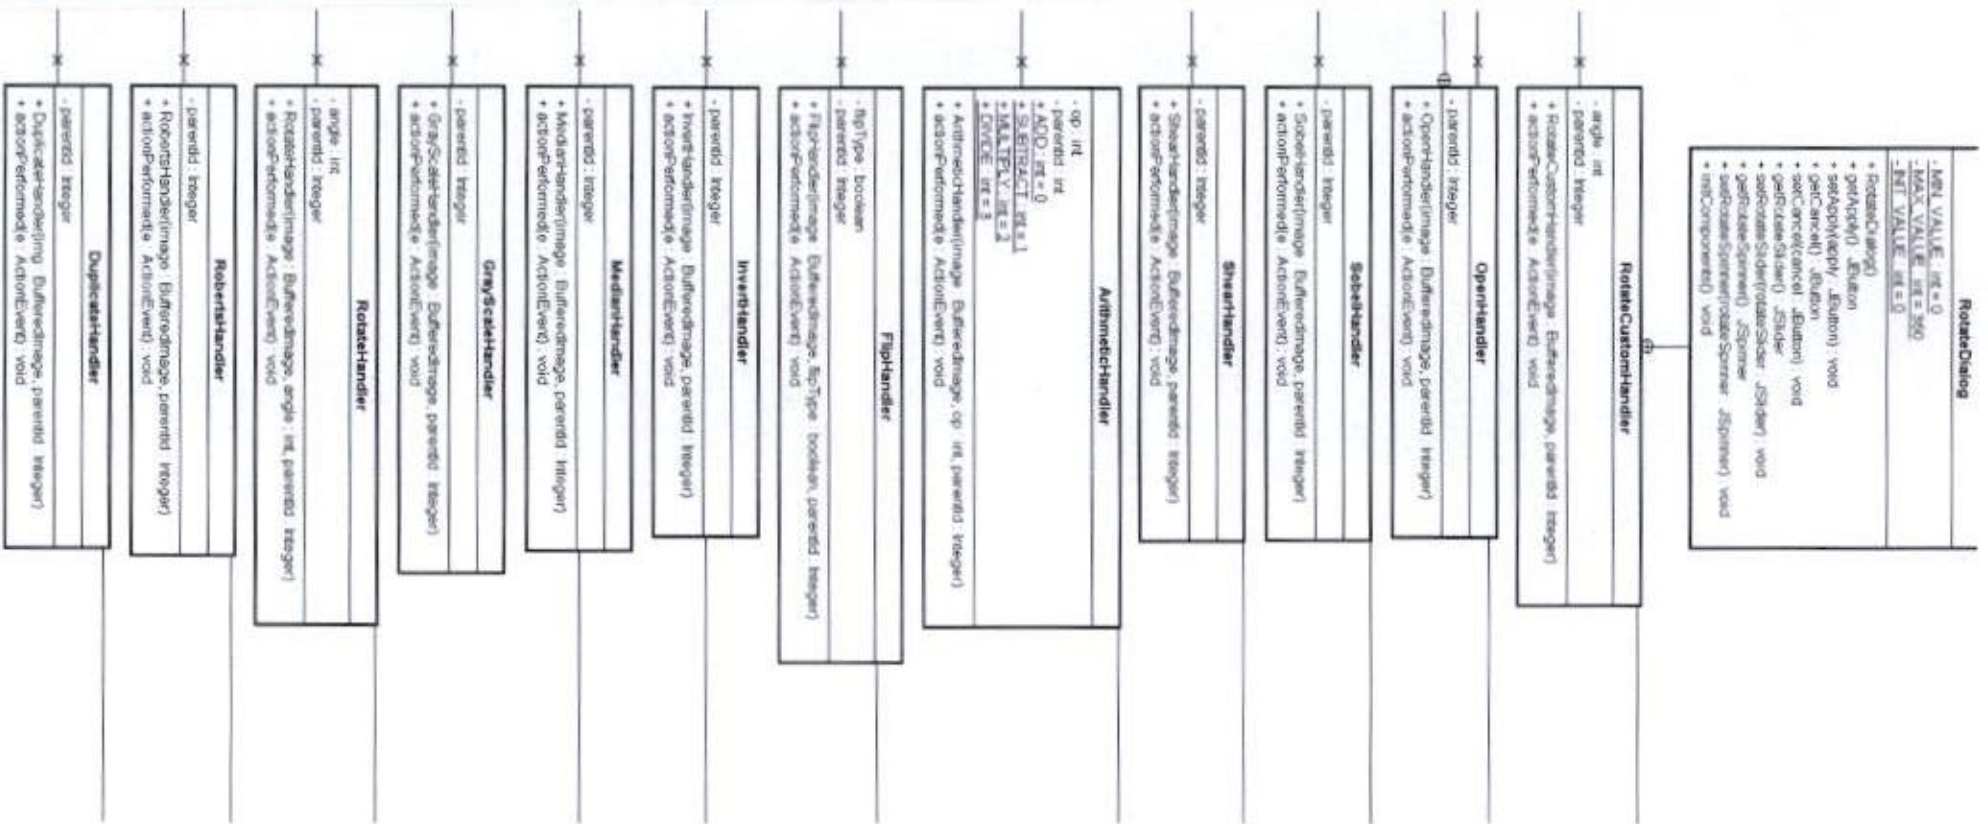 RotateDialog
- MIN_VALUE : int = 0
- MAX_VALUE : int = 360
- INIT_VALUE : int = 0
+ RotateDialog()
+ getApply() : JButton
+ setApply(apply : JButton) : void
+ getCancel() : JButton
+ setCancel(cancel : JButton) : void
+ getRotateSlider() : JSlider
+ setRotateSlider(rotateSlider : JSlider) : void
+ getRotateSpinner() : JSpinner
+ setRotateSpinner(rotateSpinner : JSpinner) : void
+ initComponents() : void
RotateCustomHandler
- angle : int
- parentId : Integer
+ RotateCustomHandler(image : BufferedImage, parentId : Integer)
+ actionPerformed(e : ActionEvent) : void
OpenHandler
- parentId : Integer
+ OpenHandler(image : BufferedImage, parentId : Integer)
+ actionPerformed(e : ActionEvent) : void
SobelHandler
- parentId : Integer
+ SobelHandler(image : BufferedImage, parentId : Integer)
+ actionPerformed(e : ActionEvent) : void
ShearHandler
- parentId : Integer
+ ShearHandler(image : BufferedImage, parentId : Integer)
+ actionPerformed(e : ActionEvent) : void
ArithmeticHandler
- op : int
- parentId : int
+ ADD : int = 0
+ SUBTRACT : int = 1
+ MULTIPLY : int = 2
+ DIVIDE : int = 3
+ ArithmeticHandler(image : BufferedImage, op : int, parentId : Integer)
+ actionPerformed(e : ActionEvent) : void
FlipHandler
- flipType : boolean
- parentId : Integer
+ FlipHandler(image : BufferedImage, flipType : boolean, parentId : Integer)
+ actionPerformed(e : ActionEvent) : void
InvertHandler
- parentId : Integer
+ InvertHandler(image : BufferedImage, parentId : Integer)
+ actionPerformed(e : ActionEvent) : void
MedianHandler
- parentId : Integer
+ MedianHandler(image : BufferedImage, parentId : Integer)
+ actionPerformed(e : ActionEvent) : void
GrayScaleHandler
- parentId : Integer
+ GrayScaleHandler(image : BufferedImage, parentId : Integer)
+ actionPerformed(e : ActionEvent) : void
RotateHandler
- angle : int
- parentId : Integer
+ RotateHandler(image : BufferedImage, angle : int, parentId : Integer)
+ actionPerformed(e : ActionEvent) : void
RobertsHandler
- parentId : Integer
+ RobertsHandler(image : BufferedImage, parentId : Integer)
+ actionPerformed(e : ActionEvent) : void
DuplicateHandler
- parentId : Integer
+ DuplicateHandler(img : BufferedImage, parentId : Integer)
+ actionPerformed(e : ActionEvent) : void